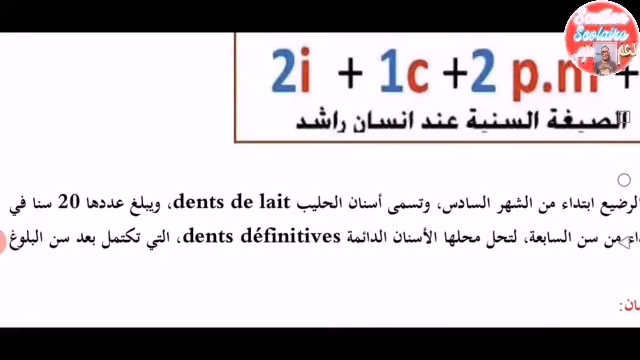 Soutien
Scolaire
2i + 1c +2 p.m +
الصيغة السنية عند انسان راشد
الرضيع ابتداء من الشهر السادس، وتسمى أسنان الحليب dents de lait، ويبلغ عددها 20 سنا في
من سن السابعة، لتحل محلها الأسنان الدائمة dents définitives، التي تكتمل بعد سن البلوغ